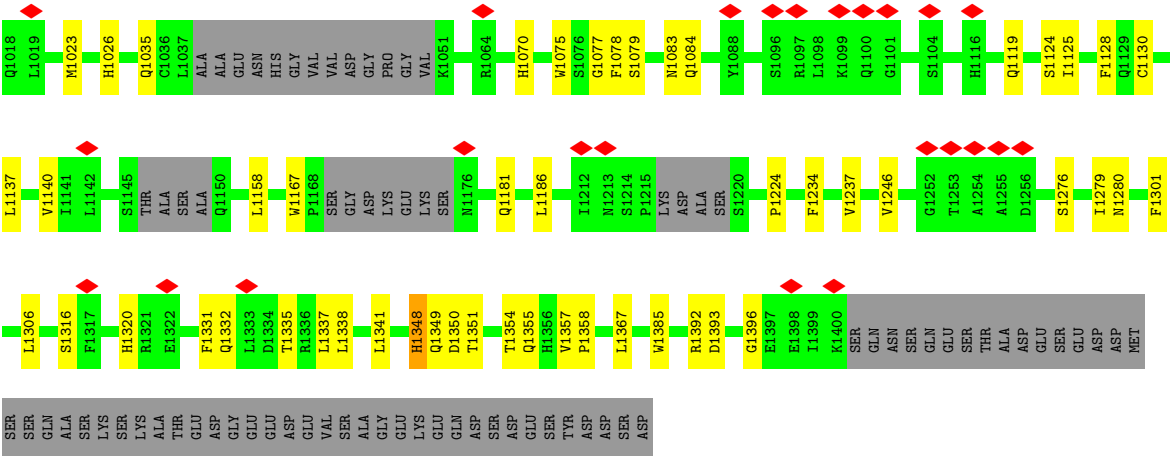 Q1018 L1019 M1023 H1026 Q1035 C1036 L1037 ALA ALA GLU ASN HIS GLY VAL VAL ASP GLY PRO GLY VAL K1051 R1064 H1070 W1075 S1076 G1077 F1078 S1079 N1083 Q1084 Y1088 S1096 R1097 L1098 K1099 Q1100 G1101 S1104 H1116 Q1119 S1124 I1125 F1128 Q1129 C1130
L1137 V1140 I1141 L1142 S1145 THR ALA SER ALA Q1150 L1158 W1167 P1168 SER GLY ASP LYS GLU LYS SER N1176 Q1181 L1186 I1212 N1213 S1214 P1215 LYS ASP ALA SER S1220 P1224 F1234 V1237 V1246 G1252 T1253 A1254 A1255 D1256 S1276 I1279 N1280 F1301
L1306 S1316 F1317 H1320 R1321 E1322 F1331 Q1332 L1333 D1334 T1335 R1336 L1337 L1338 L1341 H1348 Q1349 D1350 T1351 T1354 Q1355 H1356 V1357 P1358 L1367 W1385 R1392 D1393 G1396 E1397 E1398 I1399 K1400 SER GLN ASN SER GLN GLU SER THR ALA ASP GLU SER GLU ASP ASP MET
SER SER GLN ALA SER LYS SER LYS ALA THR GLU ASP GLY GLU GLU ASP GLU VAL SER ALA GLY GLU LYS GLU GLN ASP SER ASP GLU SER TYR ASP ASP SER ASP